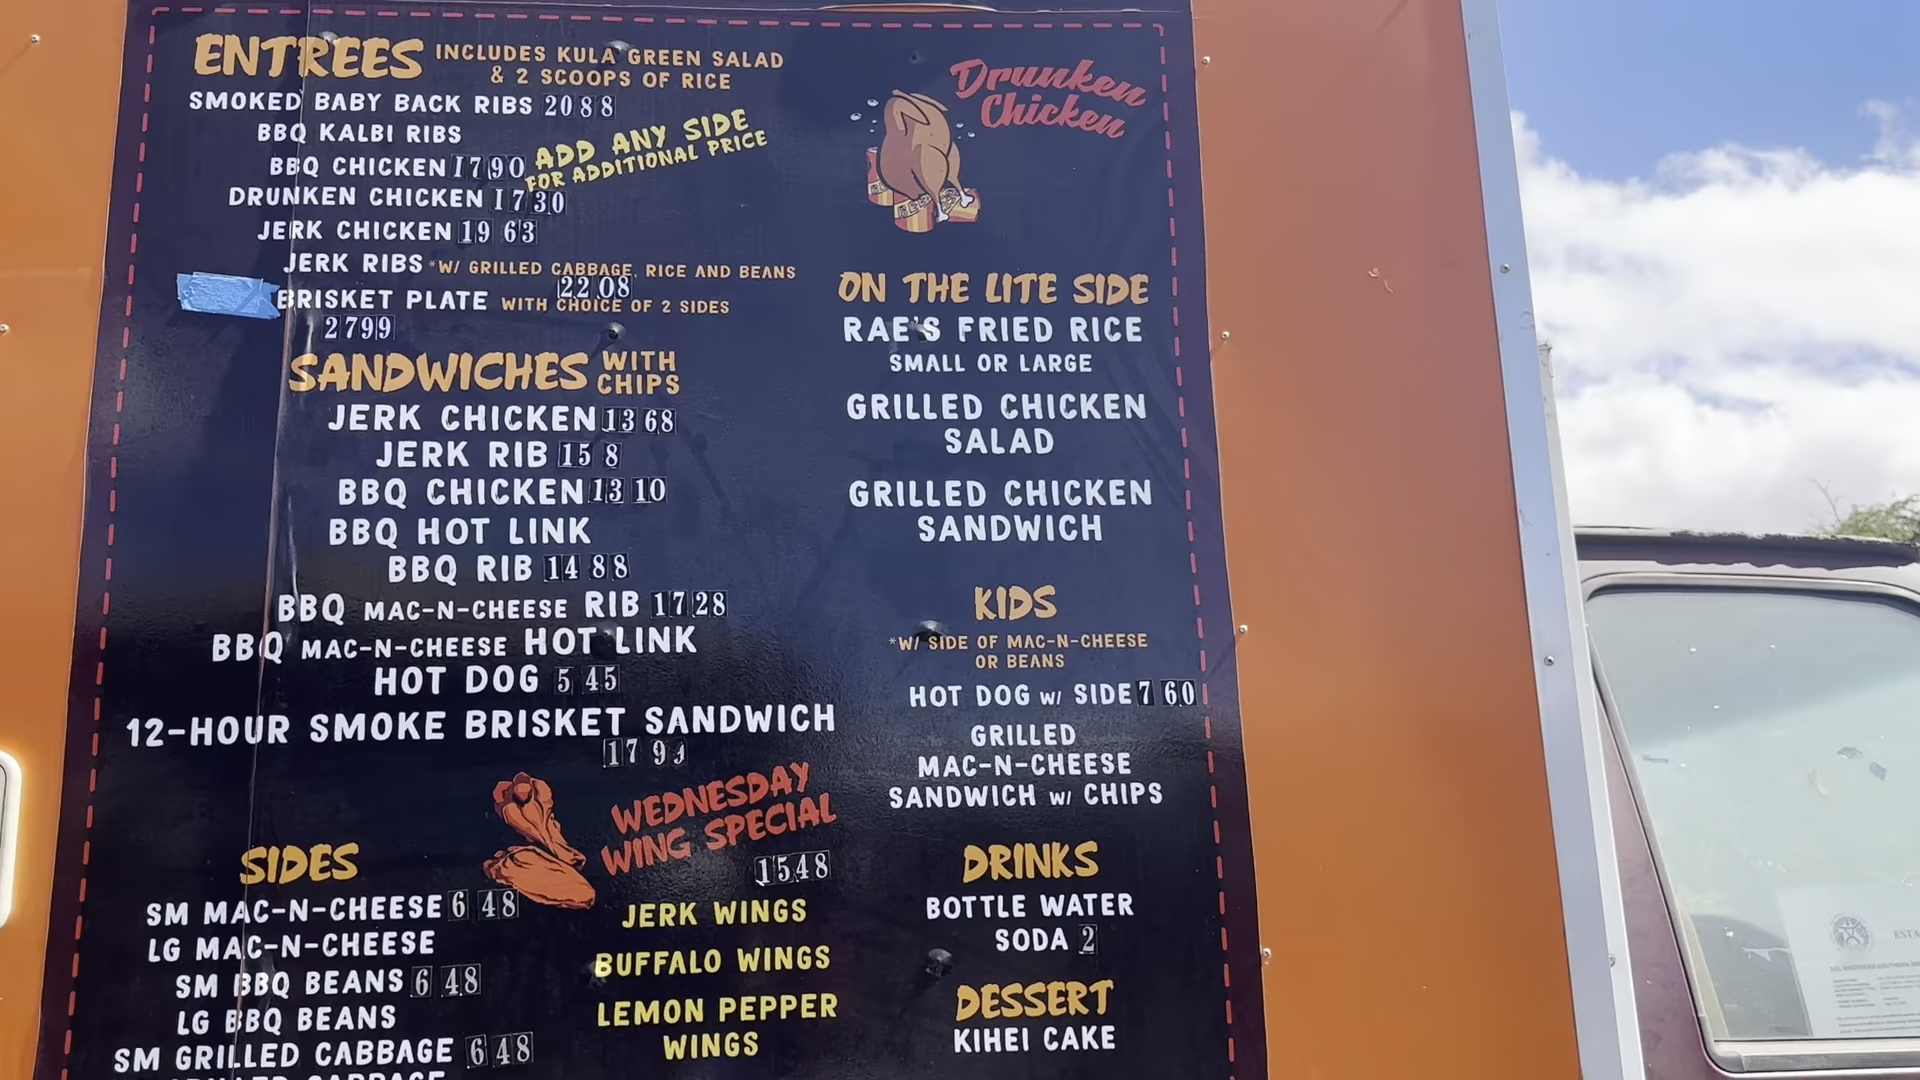 ENTREES INCLUDES KULA GREEN SALAD
& 2 SCOOPS OF RICE
SMOKED BABY BACK RIBS 20 88
BBQ KALBI RIBS
BBQ CHICKEN 17 90
ADD ANY SIDE
FOR ADDITIONAL PRICE
DRUNKEN CHICKEN 17 30
JERK CHICKEN 19 63
JERK RIBS *W/ GRILLED CABBAGE, RICE AND BEANS
22 08
BRISKET PLATE WITH CHOICE OF 2 SIDES
27 99
SANDWICHES WITH
CHIPS
JERK CHICKEN 13 68
JERK RIB 15 8
BBQ CHICKEN 13 10
BBQ HOT LINK
BBQ RIB 14 88
BBQ MAC-N-CHEESE RIB 17 28
BBQ MAC-N-CHEESE HOT LINK
HOT DOG 5 45
12-HOUR SMOKE BRISKET SANDWICH
17 99
SIDES
SM MAC-N-CHEESE 6 48
LG MAC-N-CHEESE
SM BBQ BEANS 6 48
LG BBQ BEANS
SM GRILLED CABBAGE 6 48
WEDNESDAY
WING SPECIAL
15 48
JERK WINGS
BUFFALO WINGS
LEMON PEPPER
WINGS
Drunken
Chicken
ON THE LITE SIDE
RAE'S FRIED RICE
SMALL OR LARGE
GRILLED CHICKEN
SALAD
GRILLED CHICKEN
SANDWICH
KIDS
*W/ SIDE OF MAC-N-CHEESE
OR BEANS
HOT DOG W/ SIDE 7 60
GRILLED
MAC-N-CHEESE
SANDWICH W/ CHIPS
DRINKS
BOTTLE WATER
SODA 2
DESSERT
KIHEI CAKE